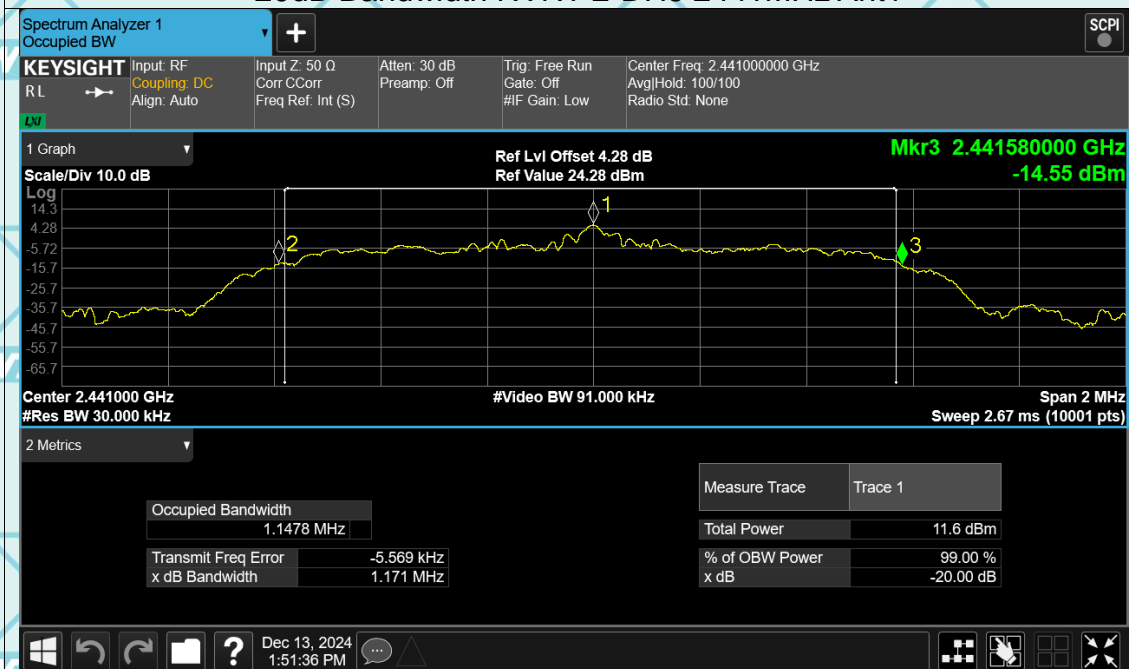 Spectrum Analyzer 1
Occupied BW
+
SCPI
KEYSIGHT
RL
LXI
Input: RF
Coupling: DC
Align: Auto
Input Z: 50 Ω
Corr CCorr
Freq Ref: Int (S)
Atten: 30 dB
Preamp: Off
Trig: Free Run
Gate: Off
#IF Gain: Low
Center Freq: 2.441000000 GHz
Avg|Hold: 100/100
Radio Std: None
1 Graph
Scale/Div 10.0 dB
Ref Lvl Offset 4.28 dB
Ref Value 24.28 dBm
Mkr3 2.441580000 GHz
-14.55 dBm
Log
14.3
4.28
-5.72
-15.7
-25.7
-35.7
-45.7
-55.7
-65.7
1
2
3
Center 2.441000 GHz
#Video BW 91.000 kHz
Span 2 MHz
#Res BW 30.000 kHz
Sweep 2.67 ms (10001 pts)
2 Metrics
Measure Trace Trace 1
Occupied Bandwidth
1.1478 MHz
Total Power 11.6 dBm
Transmit Freq Error -5.569 kHz
% of OBW Power 99.00 %
x dB Bandwidth 1.171 MHz
x dB -20.00 dB
?
Dec 13, 2024
1:51:36 PM